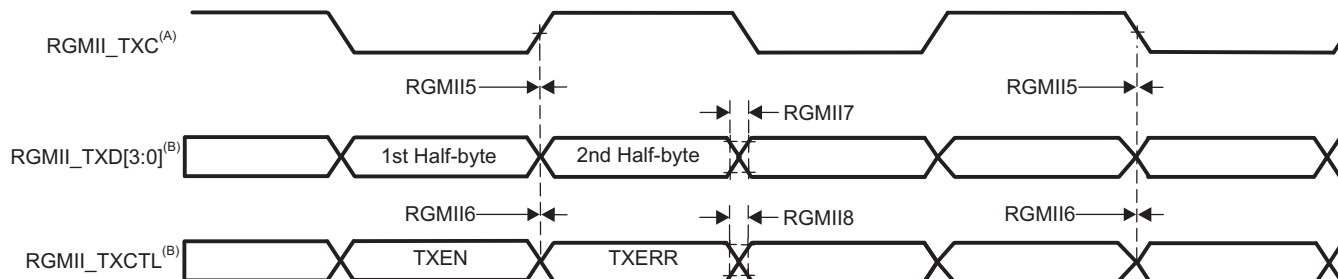 RGMII_TXC(A)
RGMII5
RGMII5
RGMII7
RGMII_TXD[3:0](B)
1st Half-byte
2nd Half-byte
RGMII6
RGMII8
RGMII6
RGMII_TXCTL(B)
TXEN
TXERR